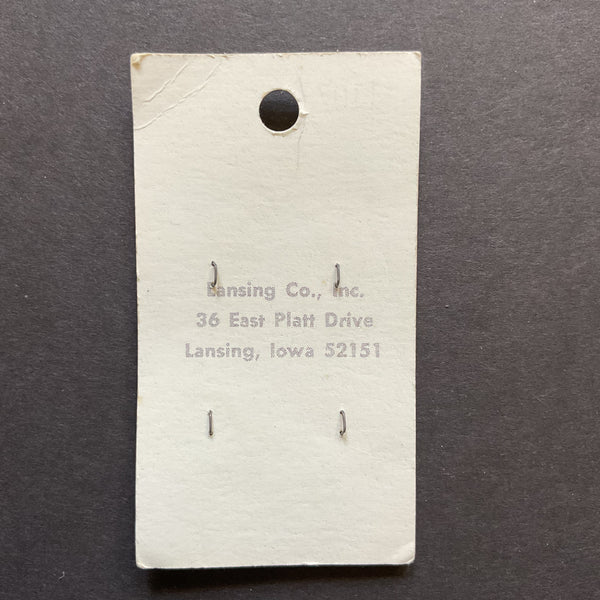 Lansing Co., Inc.
36 East Platt Drive
Lansing, Iowa 52151